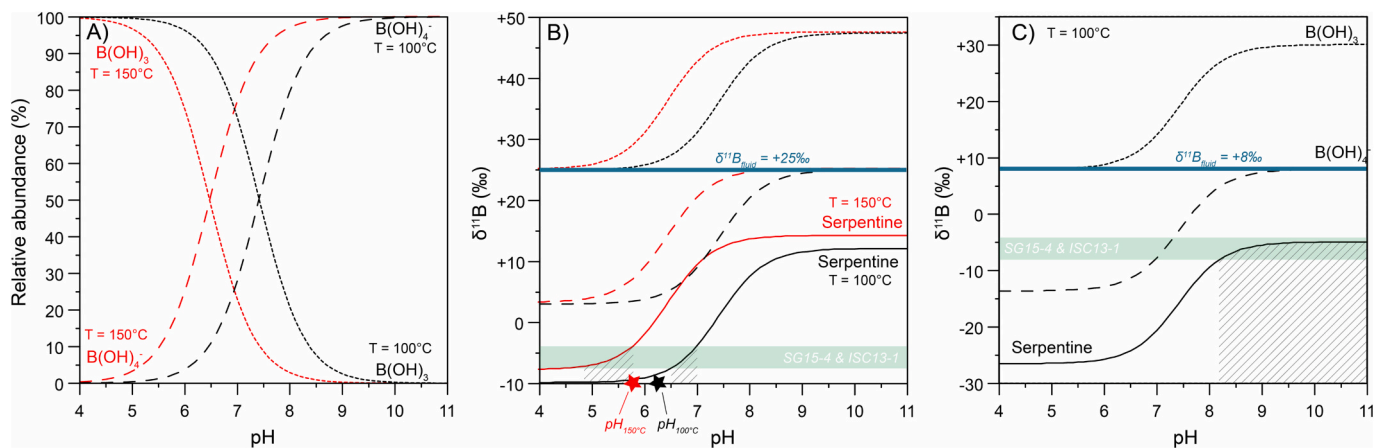 A)
B(OH)₃
T = 150°C
B(OH)₄⁻
T = 100°C
T = 150°C
B(OH)₄⁻
T = 100°C
B(OH)₃
Relative abundance (%)
100
90
80
70
60
50
40
30
20
10
0
4
5
6
7
8
9
10
11
pH
B)
δ¹¹B_fluid = +25‰
T = 150°C
Serpentine
Serpentine
T = 100°C
SG15-4 & ISC13-1
δ¹¹B (‰)
+50
+40
+30
+20
+10
0
-10
4
5
6
7
8
9
10
11
pH_150°C
pH_100°C
pH
C)
T = 100°C
B(OH)₃
δ¹¹B_fluid = +8‰
B(OH)₄⁻
SG15-4 & ISC13-1
Serpentine
δ¹¹B (‰)
+30
+20
+10
0
-10
-20
-30
4
5
6
7
8
9
10
11
pH